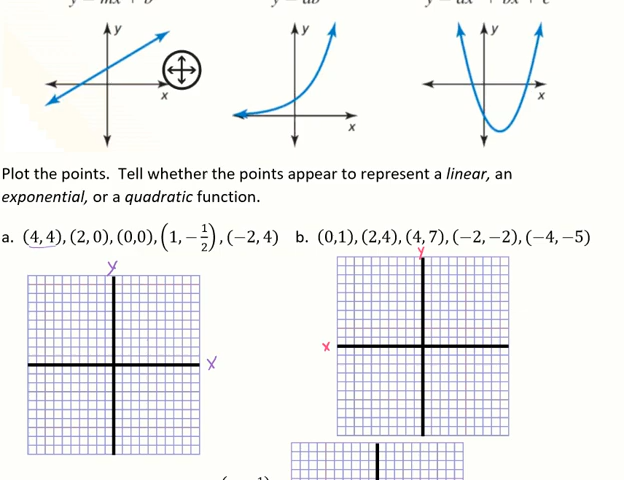 y
x
y
x
y
x
Plot the points. Tell whether the points appear to represent a linear, an
exponential, or a quadratic function.
a. (4, 4), (2, 0), (0,0), (1, −1/2), (−2, 4) b. (0,1), (2,4), (4, 7), (−2, −2), (−4, −5)
y
x
y
x